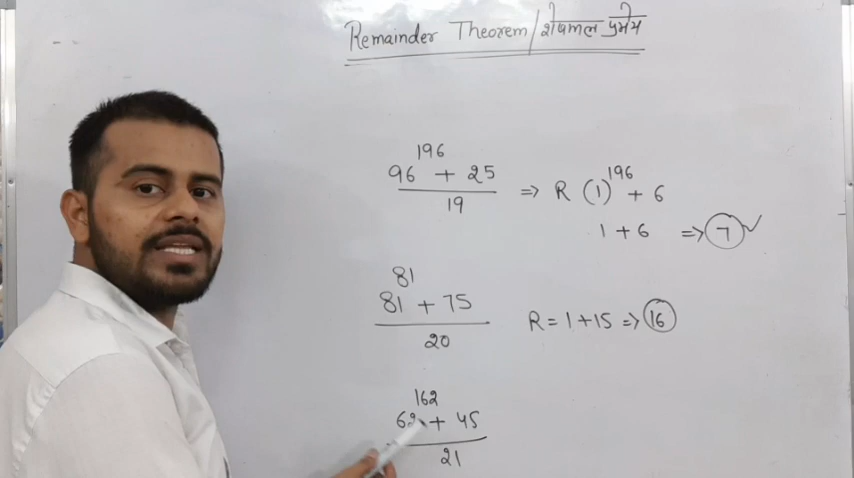 Remainder Theorem/शेषफल प्रमेय
196
96 + 25
19
⇒ R (1)^196 + 6
1 + 6 ⇒ 7 ✓
81
81 + 75
20
R = 1 + 15 ⇒ 16
162
62 + 45
21